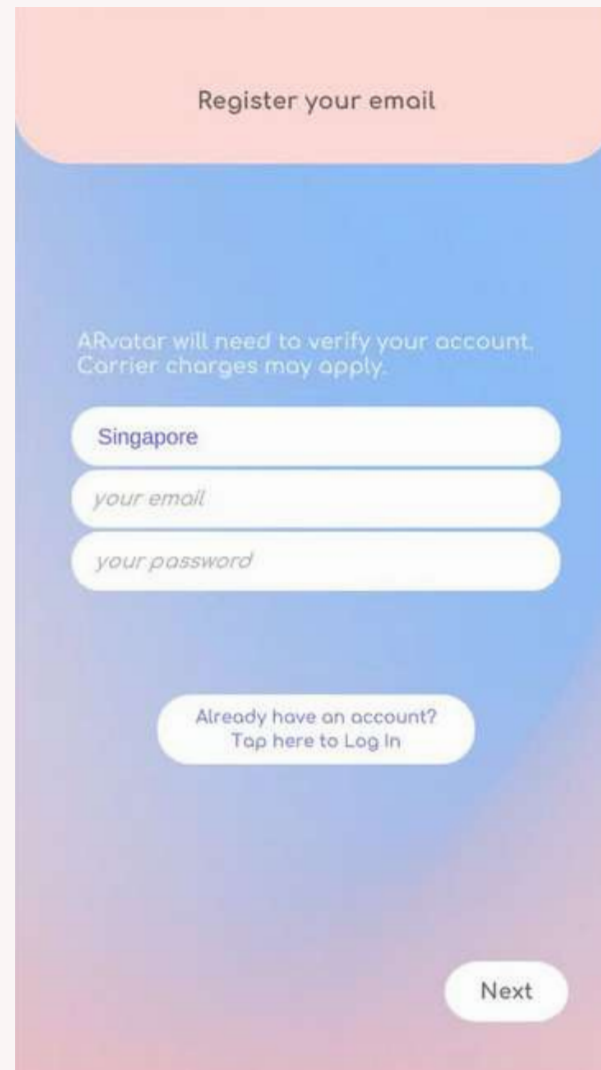 Register your email
ARvatar will need to verify your account.
Carrier charges may apply.
Singapore
your email
your password
Already have an account?
Tap here to Log In
Next